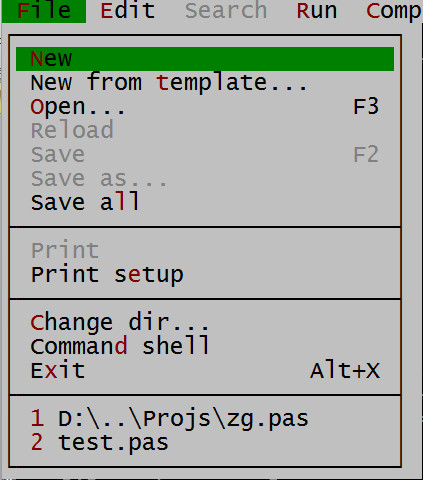 File Edit Search Run Comp
New
New from template...
Open... F3
Reload
Save F2
Save as...
Save all
Print
Print setup
Change dir...
Command shell
Exit Alt+X
1 D:\..\Projs\zg.pas
2 test.pas